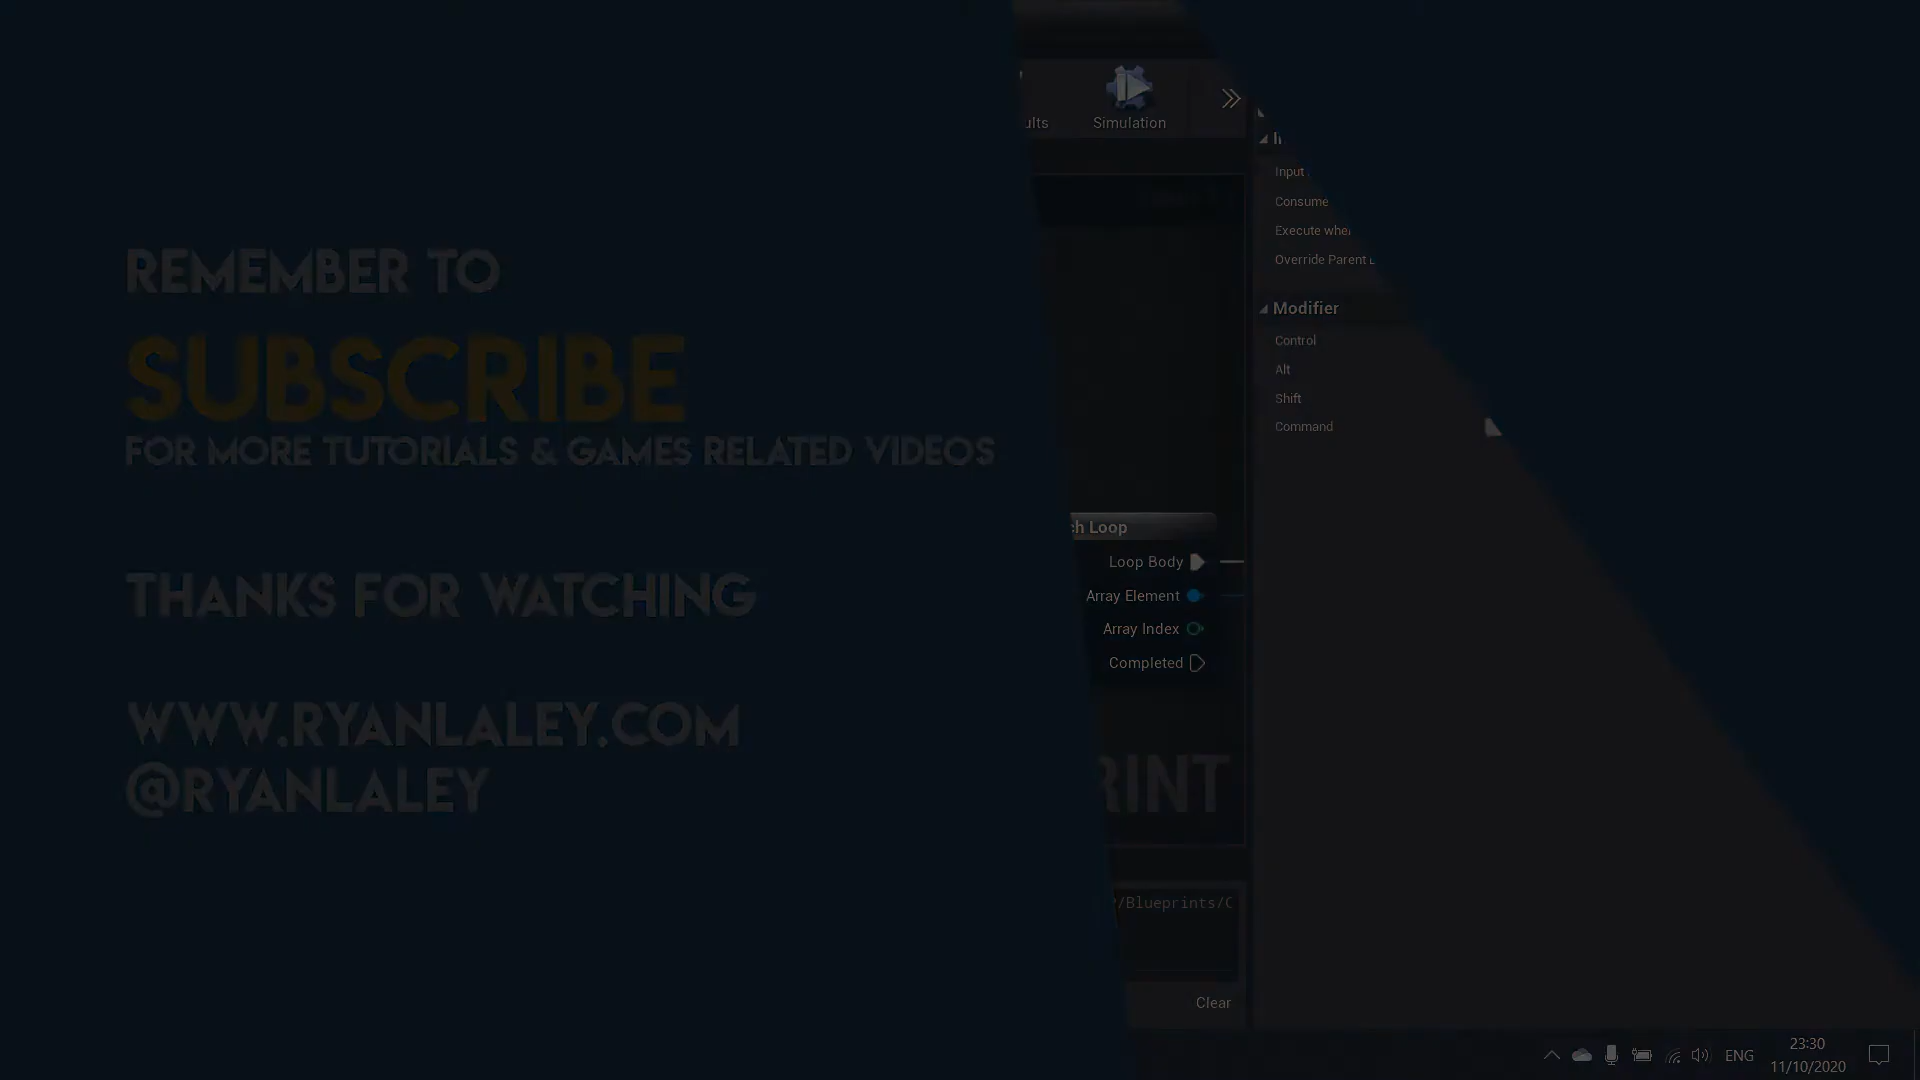 REMEMBER TO
SUBSCRIBE
FOR MORE TUTORIALS & GAMES RELATED VIDEOS
THANKS FOR WATCHING
WWW.RYANLALEY.COM
@RYANLALEY
Simulation
Input
Consume
Execute
Override Parent
Modifier
Control
Alt
Shift
Command
ch Loop
Loop Body
Array Element
Array Index
Completed
RINT
/Blueprints/C
Clear
ENG
23:30
11/10/2020